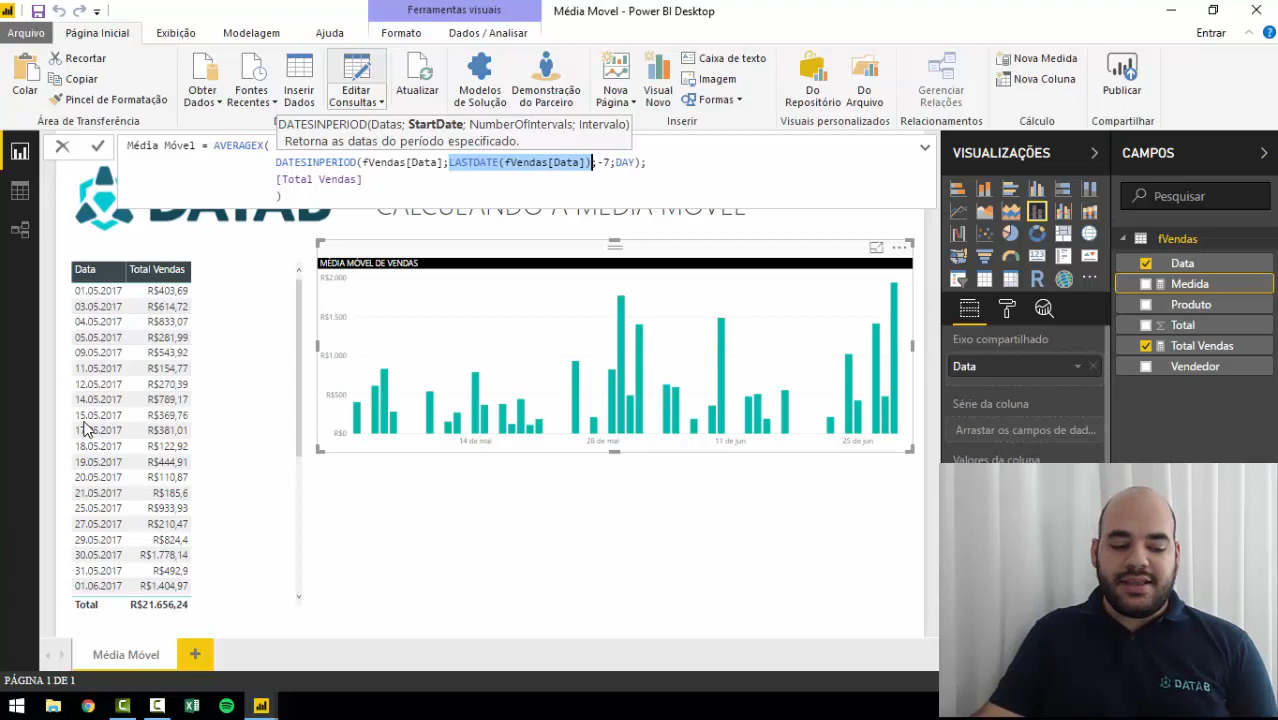 Ferramentas visuais
Média Movel - Power BI Desktop
Arquivo
Página Inicial
Exibição
Modelagem
Ajuda
Formato
Dados / Analisar
Entrar
Colar
Recortar
Copiar
Pincel de Formatação
Área de Transferência
Obter Dados
Fontes Recentes
Inserir Dados
Editar Consultas
Atualizar
Modelos de Solução
Demonstração do Parceiro
Nova Página
Novo Visual
Caixa de texto
Imagem
Formas
Inserir
Do Repositório
Do Arquivo
Visuais personalizados
Gerenciar Relações
Relações
Nova Medida
Nova Coluna
Cálculos
Publicar
Compartilhar
DATESINPERIOD(Datas; StartDate; NumberOfIntervals; Intervalo)
Retorna as datas do período especificado.
Média Móvel = AVERAGEX(
DATESINPERIOD(fVendas[Data];LASTDATE(fVendas[Data]);-7;DAY);
[Total Vendas]
)
DATAB
CALCULANDO A MÉDIA MÓVEL
Data Total Vendas
01.05.2017 R$403,69
03.05.2017 R$614,72
04.05.2017 R$833,07
05.05.2017 R$281,99
09.05.2017 R$543,92
11.05.2017 R$154,77
12.05.2017 R$270,39
14.05.2017 R$789,17
15.05.2017 R$369,76
17.05.2017 R$381,01
18.05.2017 R$122,92
19.05.2017 R$444,91
20.05.2017 R$110,87
21.05.2017 R$185,6
25.05.2017 R$933,93
27.05.2017 R$210,47
29.05.2017 R$824,4
30.05.2017 R$1.778,14
31.05.2017 R$492,9
01.06.2017 R$1.404,97
Total R$21.656,24
MÉDIA MÓVEL DE VENDAS
R$2.000
R$1.500
R$1.000
R$500
R$0
14 de mai
28 de mai
11 de jun
25 de jun
VISUALIZAÇÕES
R
123
Eixo compartilhado
Data
Série da coluna
Arrastar os campos de dad...
Valores da coluna
CAMPOS
Pesquisar
fVendas
Data
Medida
Produto
Total
Total Vendas
Vendedor
Média Móvel
PÁGINA 1 DE 1
DATAB